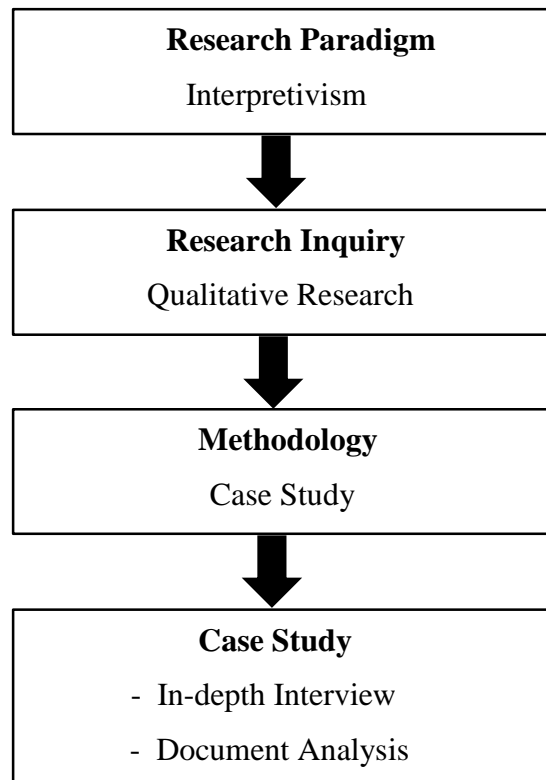 Research Paradigm
Interpretivism
Research Inquiry
Qualitative Research
Methodology
Case Study
Case Study
- In-depth Interview
- Document Analysis